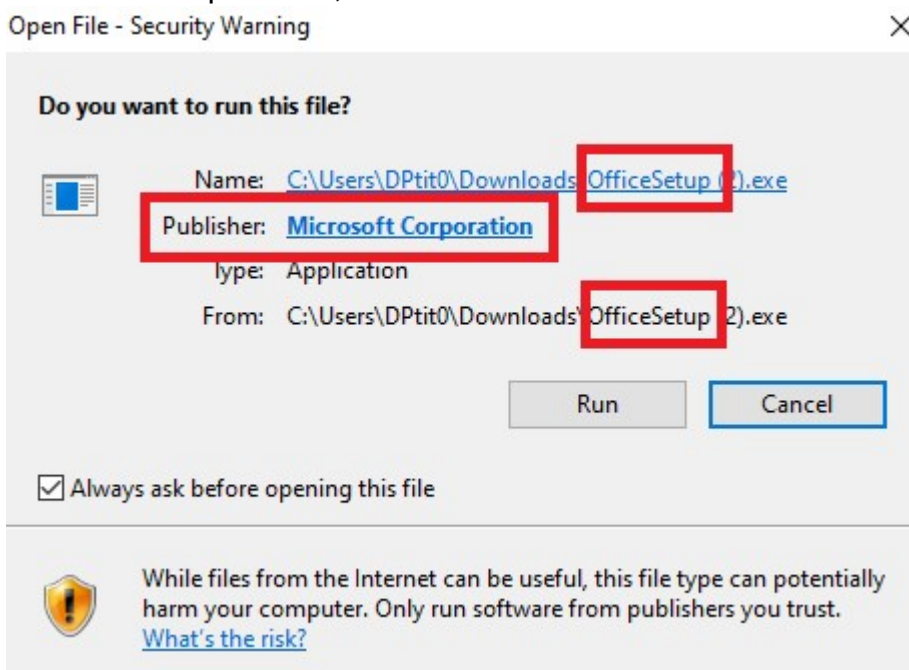 Open File - Security Warning
Do you want to run this file?
Name: C:\Users\DPtit0\Downloads\OfficeSetup (2).exe
Publisher: Microsoft Corporation
Type: Application
From: C:\Users\DPtit0\Downloads\OfficeSetup (2).exe
Run Cancel
Always ask before opening this file
While files from the Internet can be useful, this file type can potentially
harm your computer. Only run software from publishers you trust.
What's the risk?